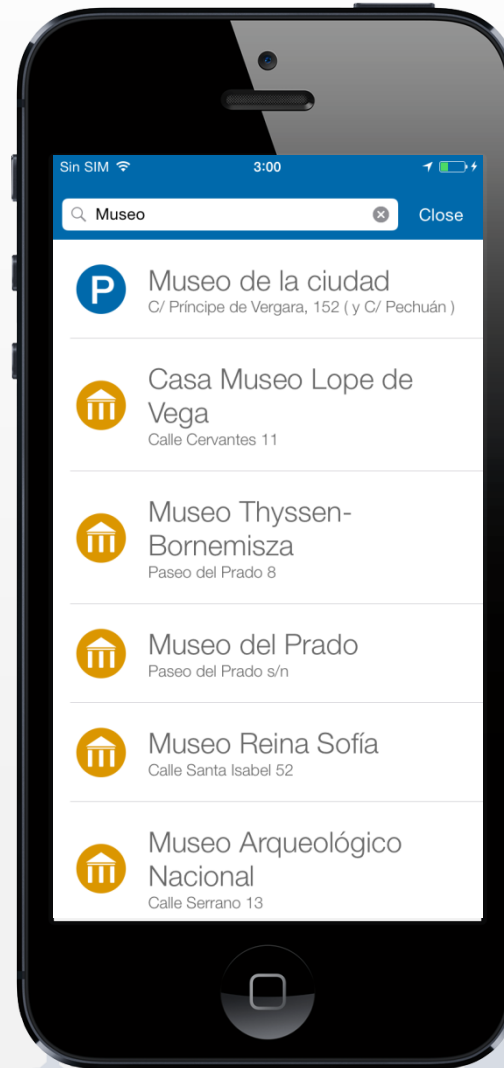 Sin SIM 3:00
Museo Close
P Museo de la ciudad
C/ Príncipe de Vergara, 152 ( y C/ Pechuán )
Casa Museo Lope de
Vega
Calle Cervantes 11
Museo Thyssen-
Bornemisza
Paseo del Prado 8
Museo del Prado
Paseo del Prado s/n
Museo Reina Sofía
Calle Santa Isabel 52
Museo Arqueológico
Nacional
Calle Serrano 13